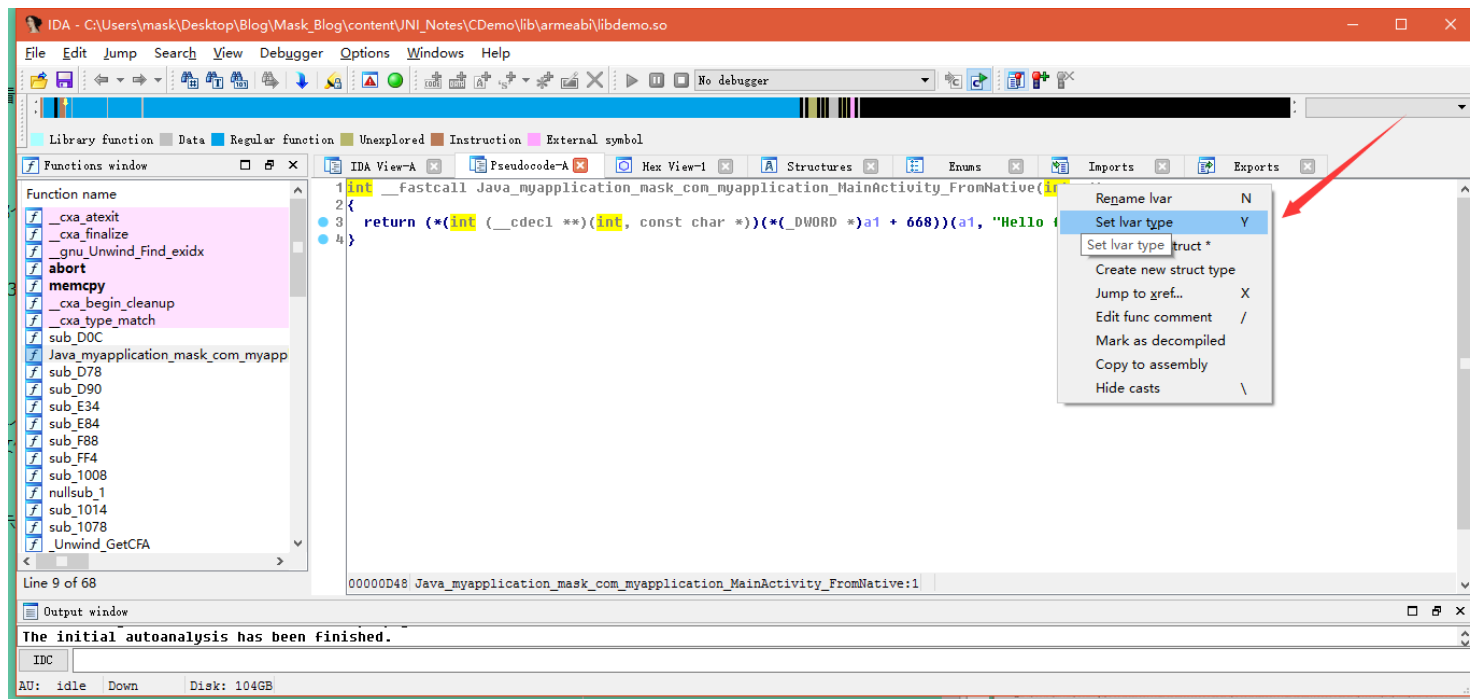 IDA - C:\Users\mask\Desktop\Blog\Mask_Blog\content\JNI_Notes\CDemo\lib\armeabi\libdemo.so
File Edit Jump Search View Debugger Options Windows Help
No debugger
Library function Data Regular function Unexplored Instruction External symbol
Functions window
IDA View-A Pseudocode-A Hex View-1 Structures Enums Imports Exports
Function name
__cxa_atexit
__cxa_finalize
__gnu_Unwind_Find_exidx
abort
memcpy
__cxa_begin_cleanup
__cxa_type_match
sub_D0C
Java_myapplication_mask_com_myapp
sub_D78
sub_D90
sub_E34
sub_E84
sub_F88
sub_FF4
sub_1008
nullsub_1
sub_1014
sub_1078
_Unwind_GetCFA
Line 9 of 68
1 int __fastcall Java_myapplication_mask_com_myapplication_MainActivity_FromNative(int
2 {
3 return (*(int (__cdecl **)(int, const char *))(*(_DWORD *)a1 + 668))(a1, "Hello
4 }
Rename lvar N
Set lvar type Y
Set lvar type
truct *
Create new struct type
Jump to xref... X
Edit func comment /
Mark as decompiled
Copy to assembly
Hide casts \
00000D48 Java_myapplication_mask_com_myapplication_MainActivity_FromNative:1
Output window
The initial autoanalysis has been finished.
IDC
AU: idle Down Disk: 104GB